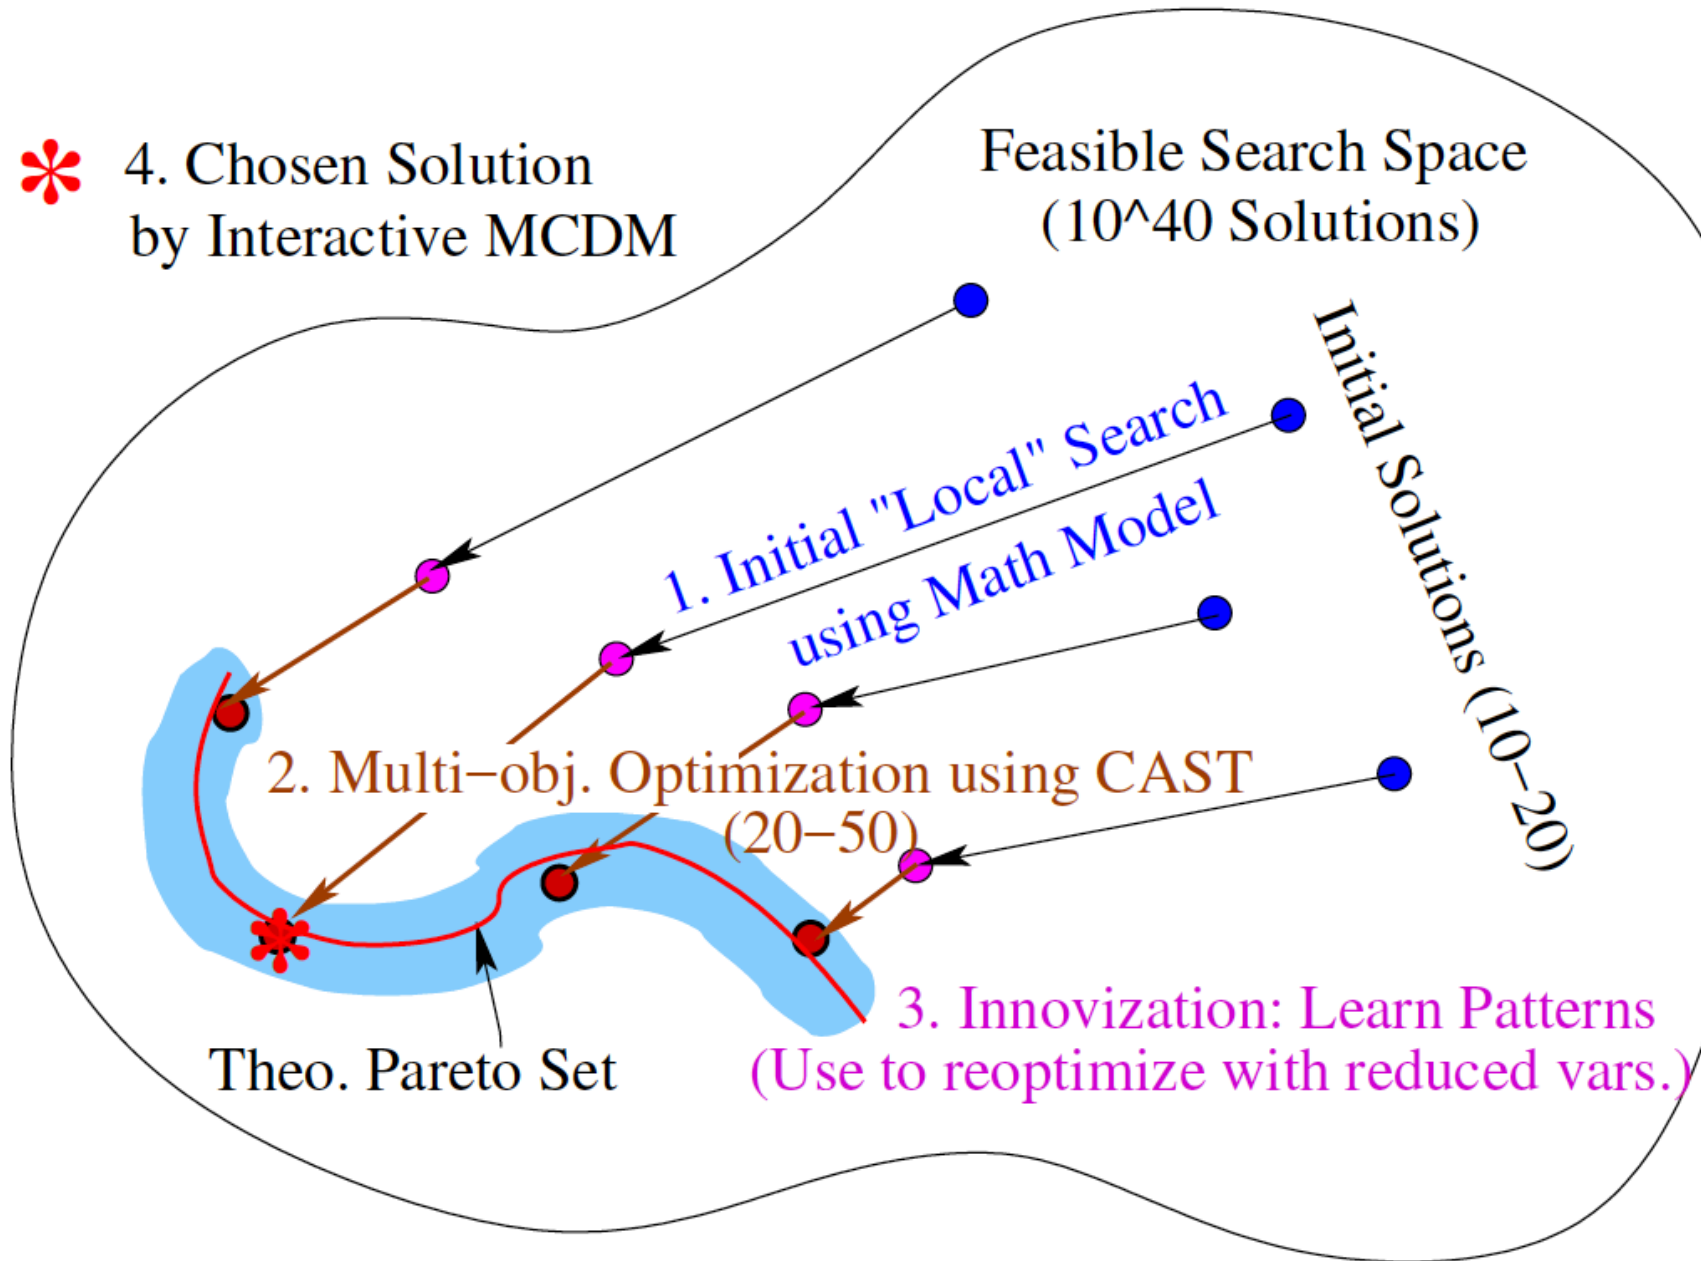 4. Chosen Solution
by Interactive MCDM
Feasible Search Space
(10^40 Solutions)
Initial Solutions (10−20)
1. Initial "Local" Search
using Math Model
2. Multi−obj. Optimization using CAST
(20−50)
3. Innovization: Learn Patterns
(Use to reoptimize with reduced vars.)
Theo. Pareto Set